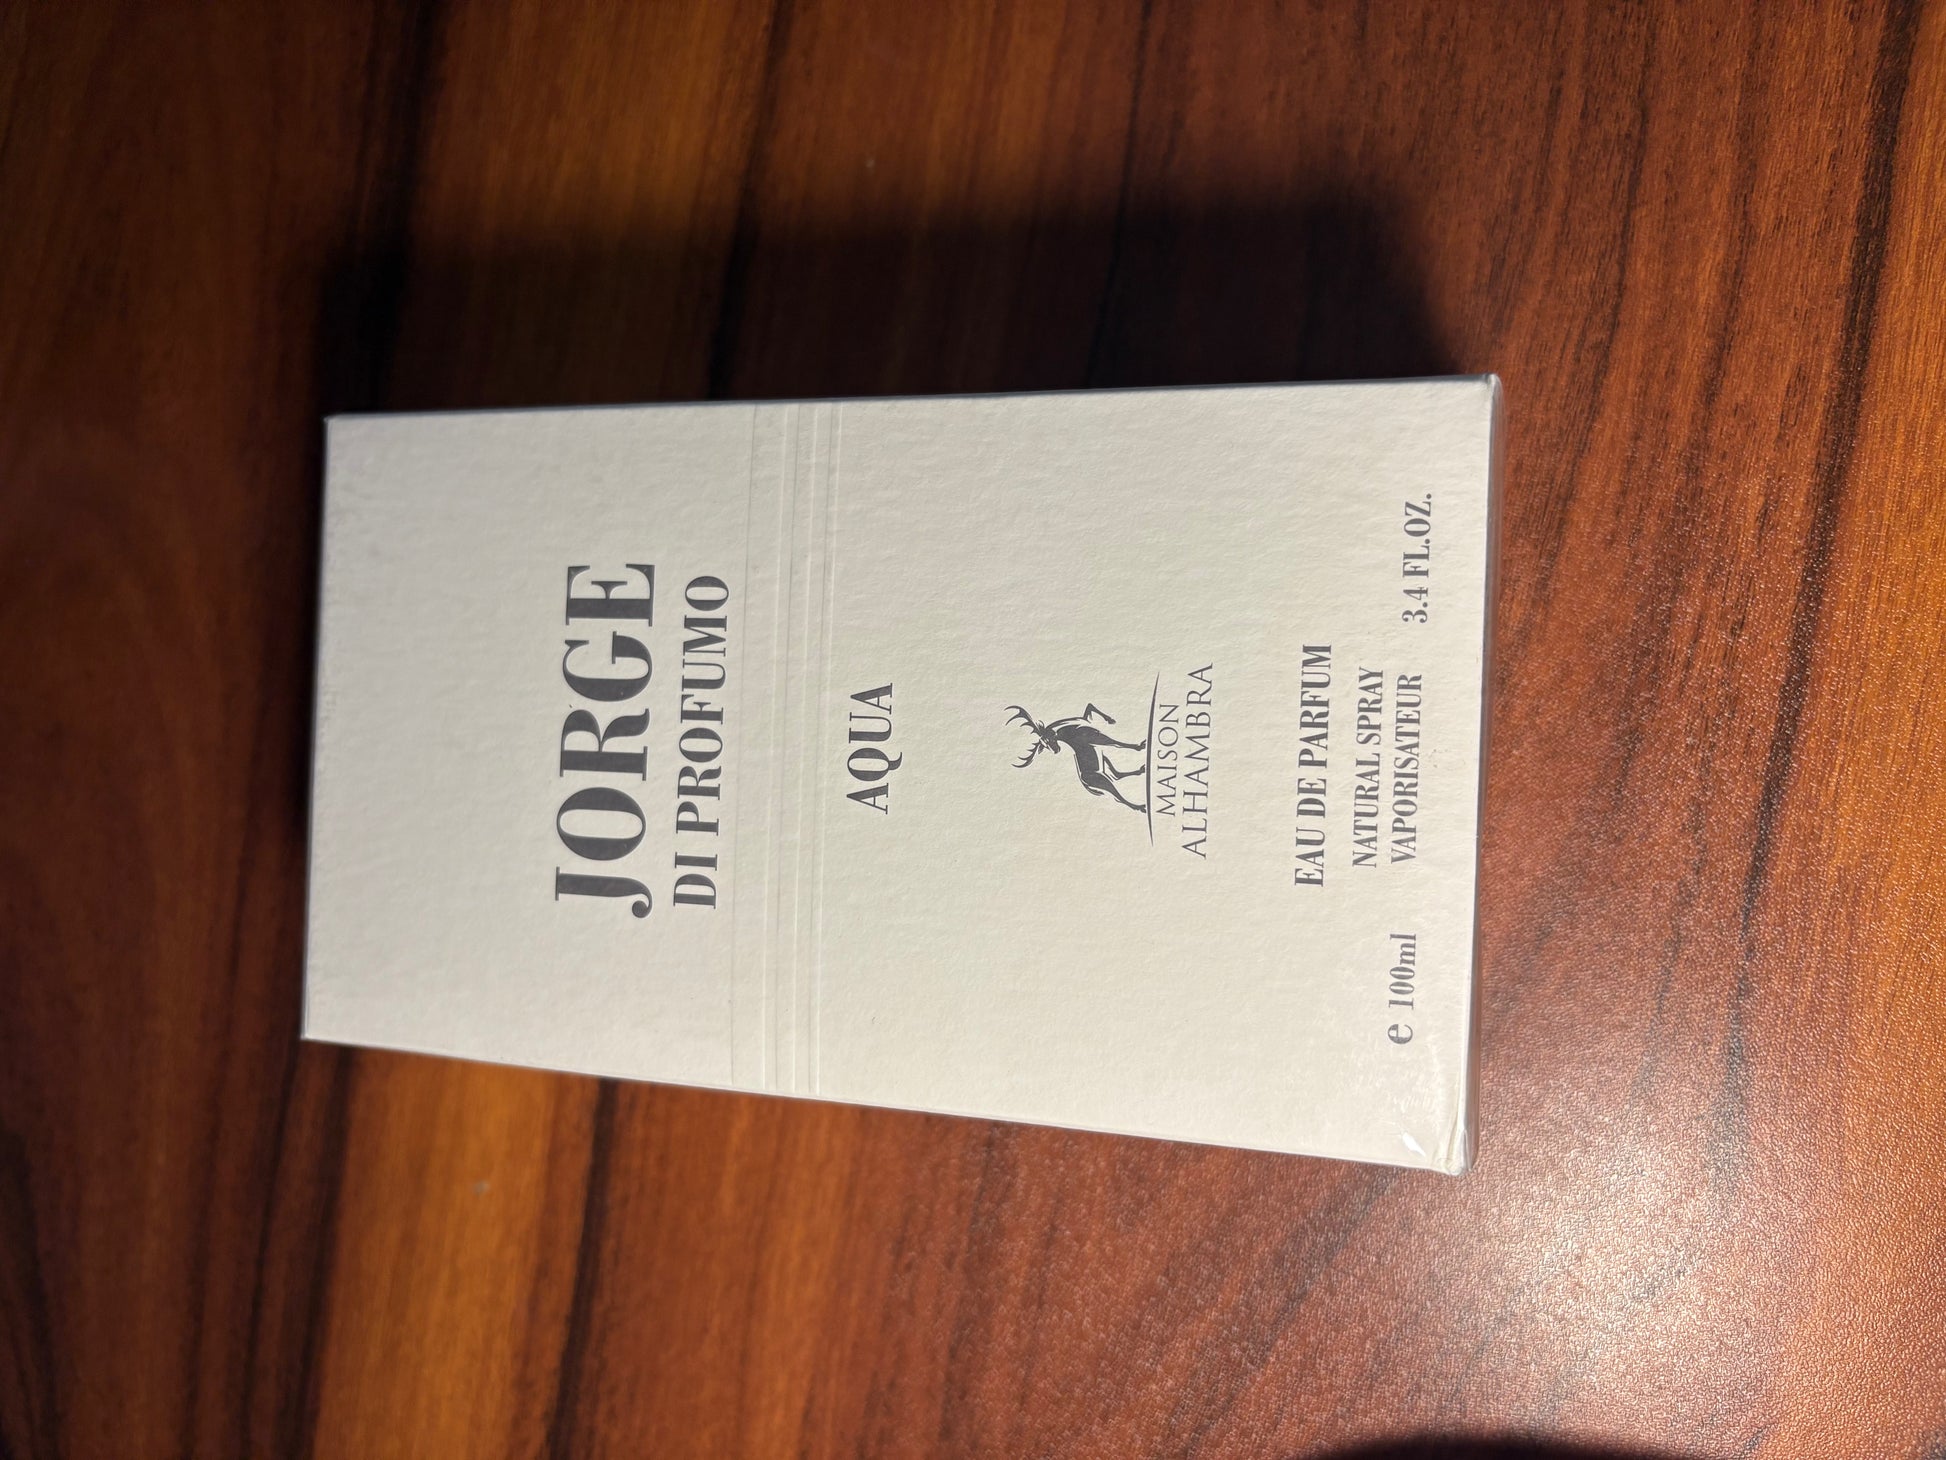 JORGE
DI PROFUMO
AQUA
MAISON
ALHAMBRA
EAU DE PARFUM
NATURAL SPRAY
VAPORISATEUR
e 100ml 3.4 FL.OZ.